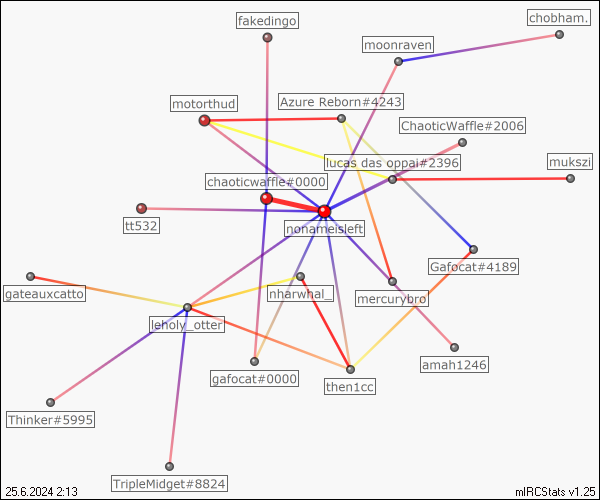 fakedingo
chobham.
moonraven
motorthud
Azure Reborn#4243
ChaoticWaffle#2006
lucas das oppai#2396
mukszi
chaoticwaffle#0000
tt532
nonameisleft
Gafocat#4189
gateauxcatto
nharwhal_
mercurybro
leholy_otter
gafocat#0000
then1cc
amah1246
Thinker#5995
TripleMidget#8824
25.6.2024 2:13
mIRCStats v1.25